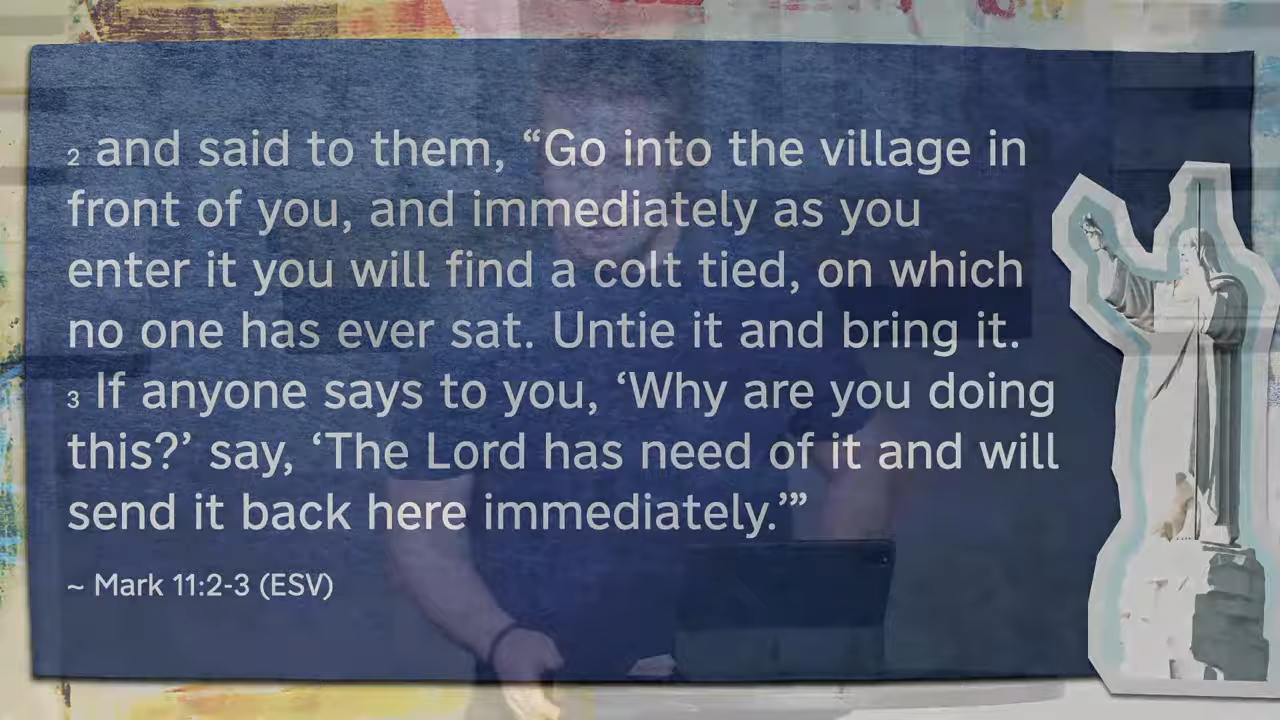 2 and said to them, “Go into the village in
front of you, and immediately as you
enter it you will find a colt tied, on which
no one has ever sat. Untie it and bring it.
3 If anyone says to you, ‘Why are you doing
this?’ say, ‘The Lord has need of it and will
send it back here immediately.’”
~ Mark 11:2-3 (ESV)